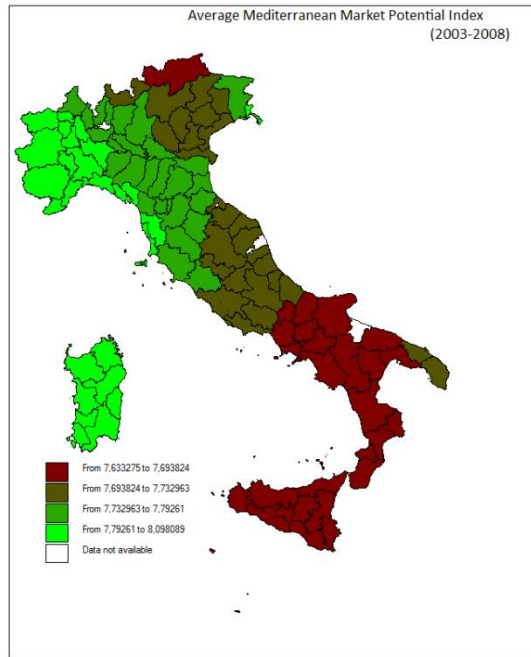 Average Mediterranean Market Potential Index
(2003-2008)
From 7,633275 to 7,693824
From 7,693824 to 7,732963
From 7,732963 to 7,79261
From 7,79261 to 8,098089
Data not available